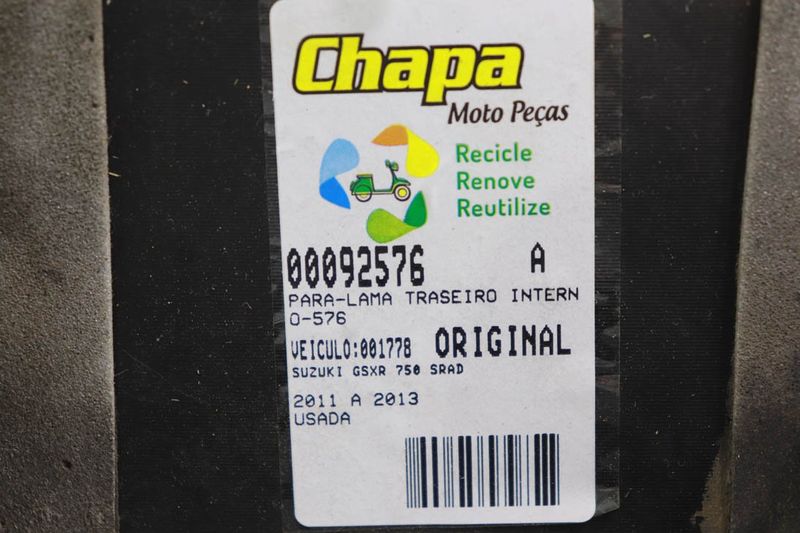 Chapa
Moto Peças
Recicle
Renove
Reutilize
00092576 A
PARA-LAMA TRASEIRO INTERN
O-576
VEICULO:001778 ORIGINAL
SUZUKI GSXR 750 SRAD
2011 A 2013
USADA